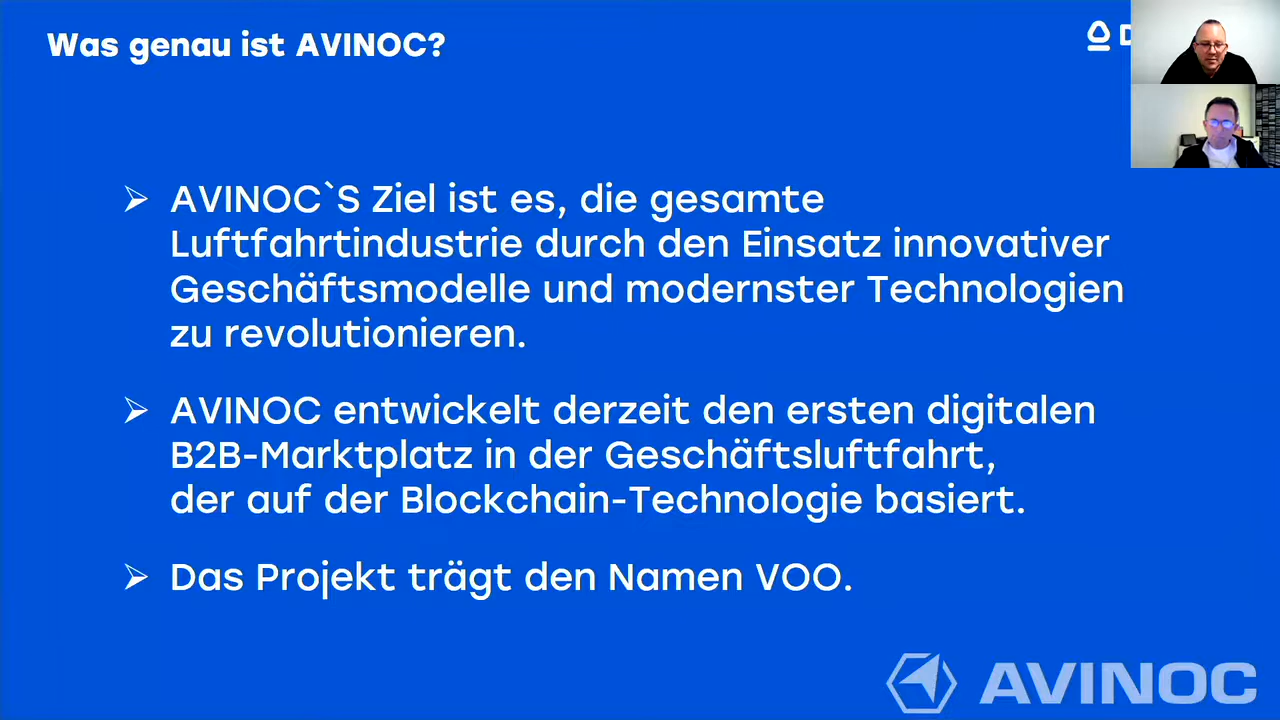 Was genau ist AVINOC?
AVINOC`S Ziel ist es, die gesamte
Luftfahrtindustrie durch den Einsatz innovativer
Geschäftsmodelle und modernster Technologien
zu revolutionieren.
AVINOC entwickelt derzeit den ersten digitalen
B2B-Marktplatz in der Geschäftsluftfahrt,
der auf der Blockchain-Technologie basiert.
Das Projekt trägt den Namen VOO.
AVINOC